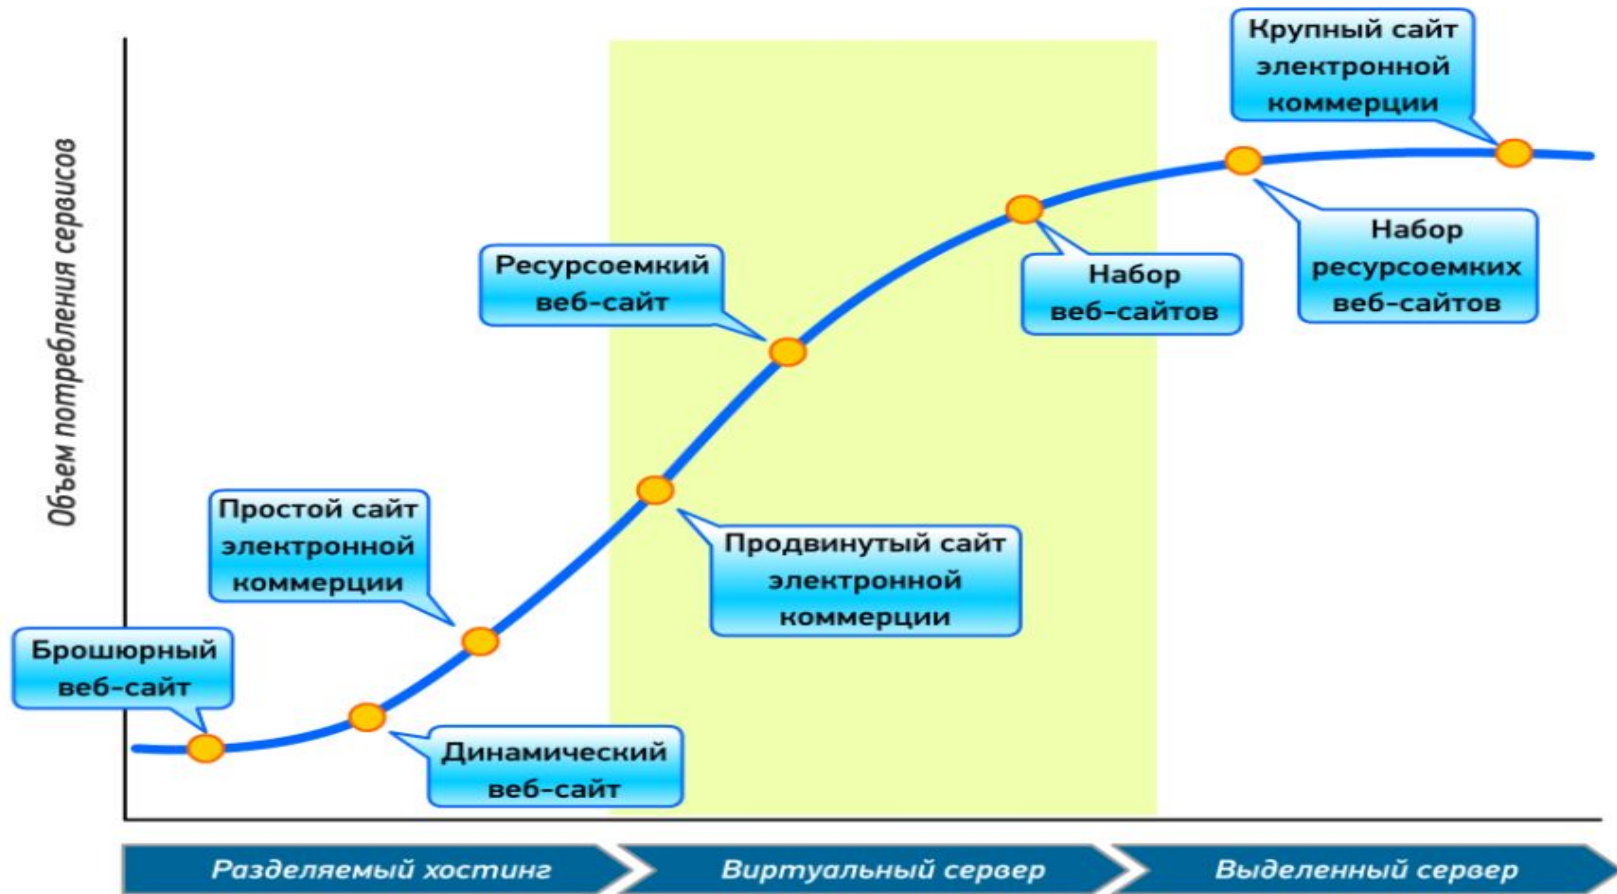 Крупный сайт
электронной
коммерции
Объем потребления сервисов
Ресурсоемкий
веб-сайт
Набор
веб-сайтов
Набор
ресурсоемких
веб-сайтов
Простой сайт
электронной
коммерции
Продвинутый сайт
электронной
коммерции
Брошюрный
веб-сайт
Динамический
веб-сайт
Разделяемый хостинг
Виртуальный сервер
Выделенный сервер